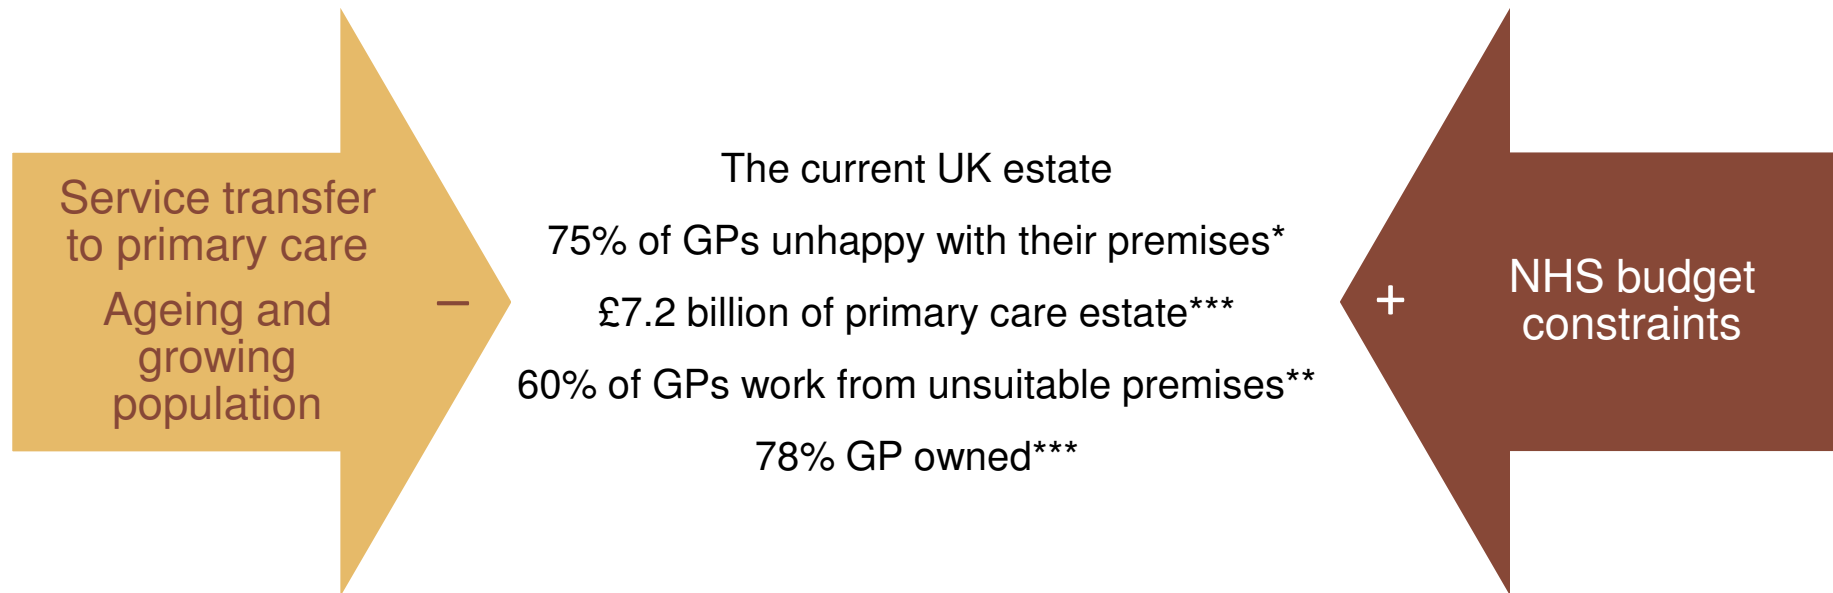 Service transfer
to primary care
Ageing and
growing
population
–
The current UK estate
75% of GPs unhappy with their premises*
£7.2 billion of primary care estate***
60% of GPs work from unsuitable premises**
78% GP owned***
+
NHS budget
constraints